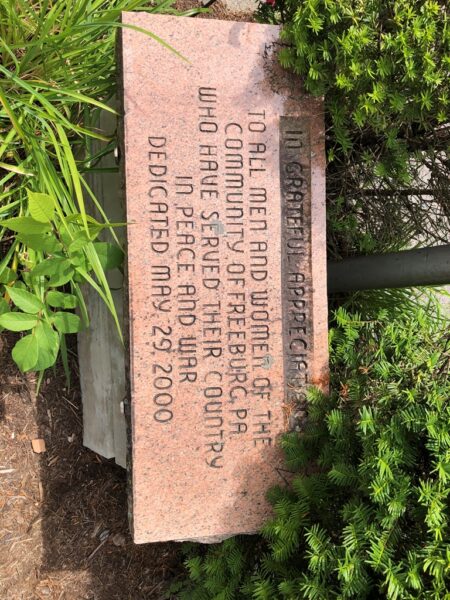 IN GRATEFUL APPRECIATION
TO ALL MEN AND WOMEN OF THE
COMMUNITY OF FREEBURG, PA.
WHO HAVE SERVED THEIR COUNTRY
IN PEACE AND WAR
DEDICATED MAY 29, 2000